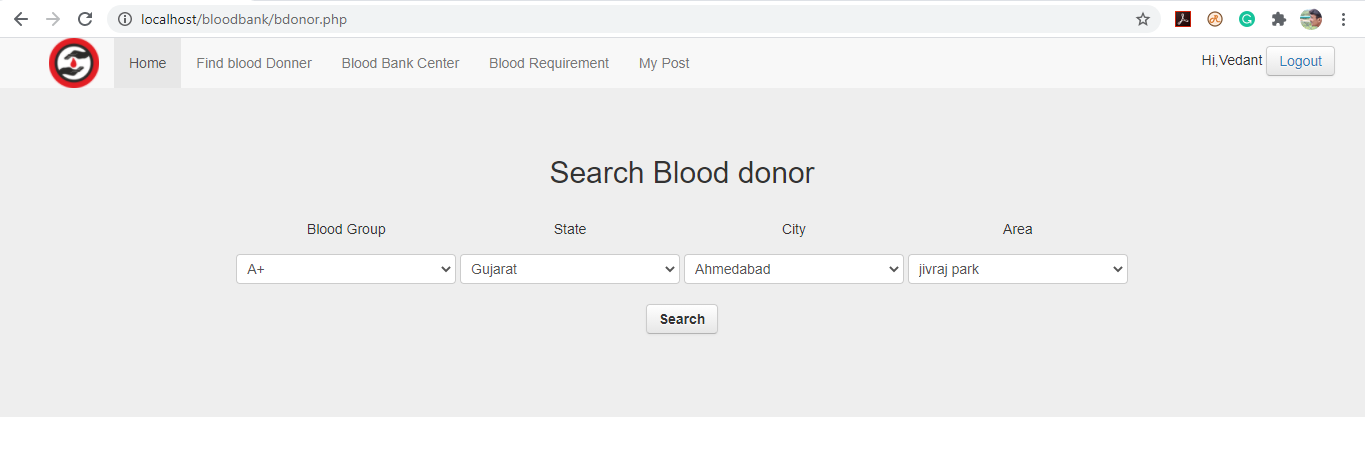 localhost/bloodbank/bdonor.php
Home Find blood Donner Blood Bank Center Blood Requirement My Post Hi,Vedant Logout
Search Blood donor
Blood Group State City Area
A+ Gujarat Ahmedabad jivraj park
Search